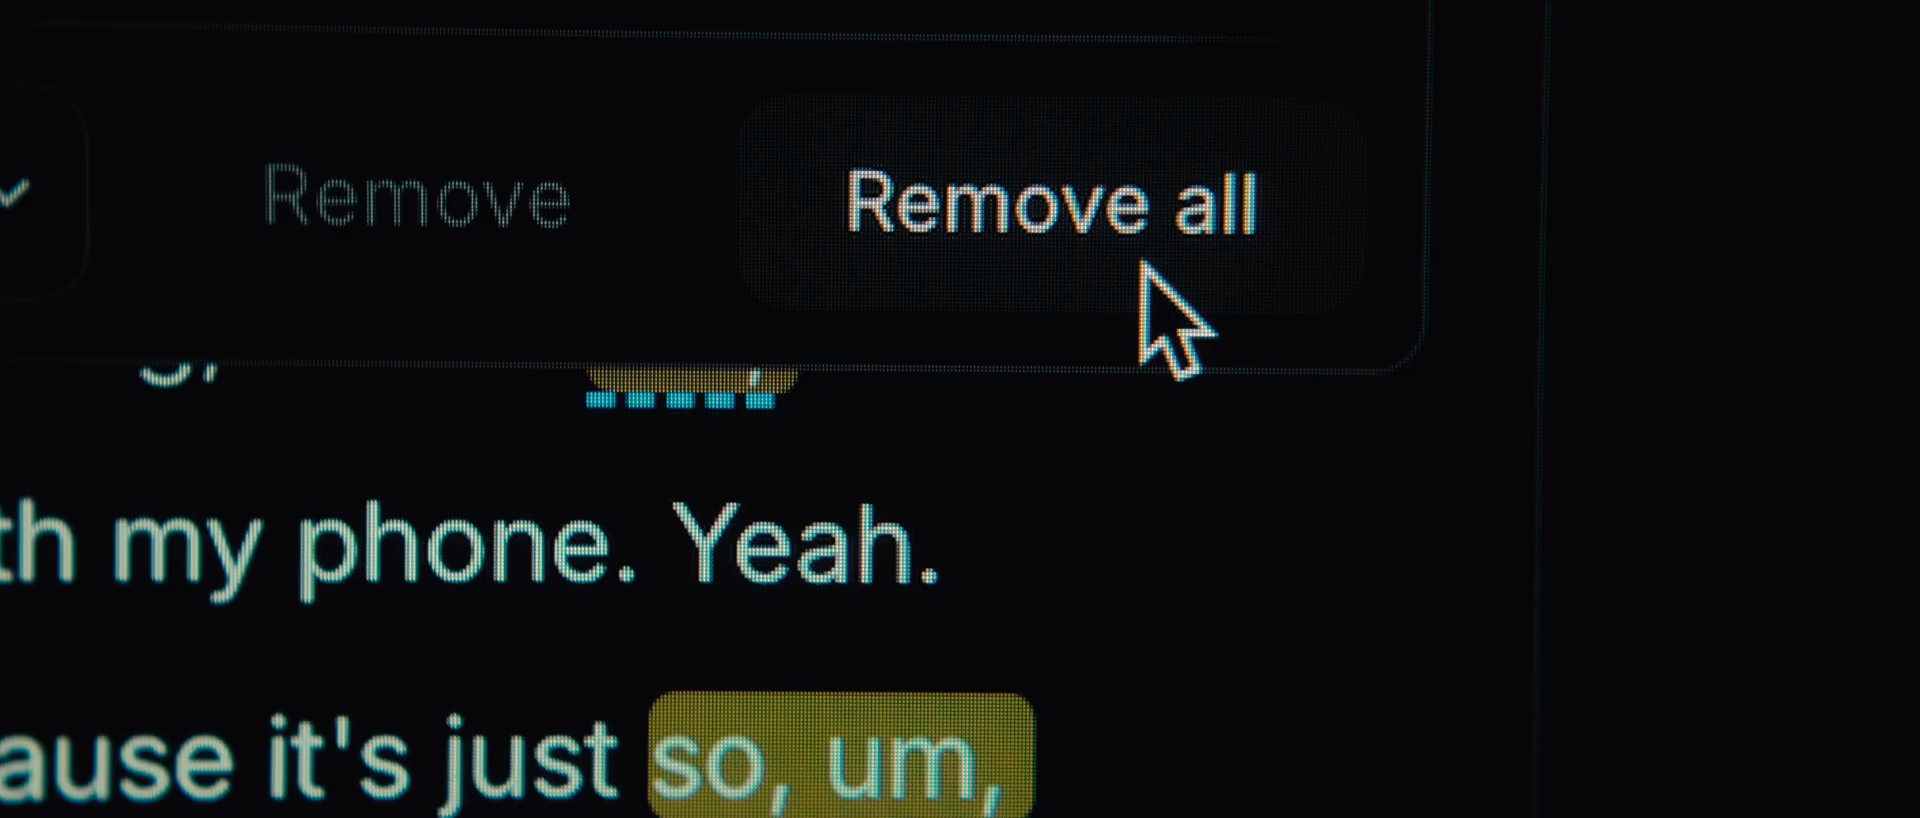 Remove Remove all
th my phone. Yeah.
ause it's just so, um,